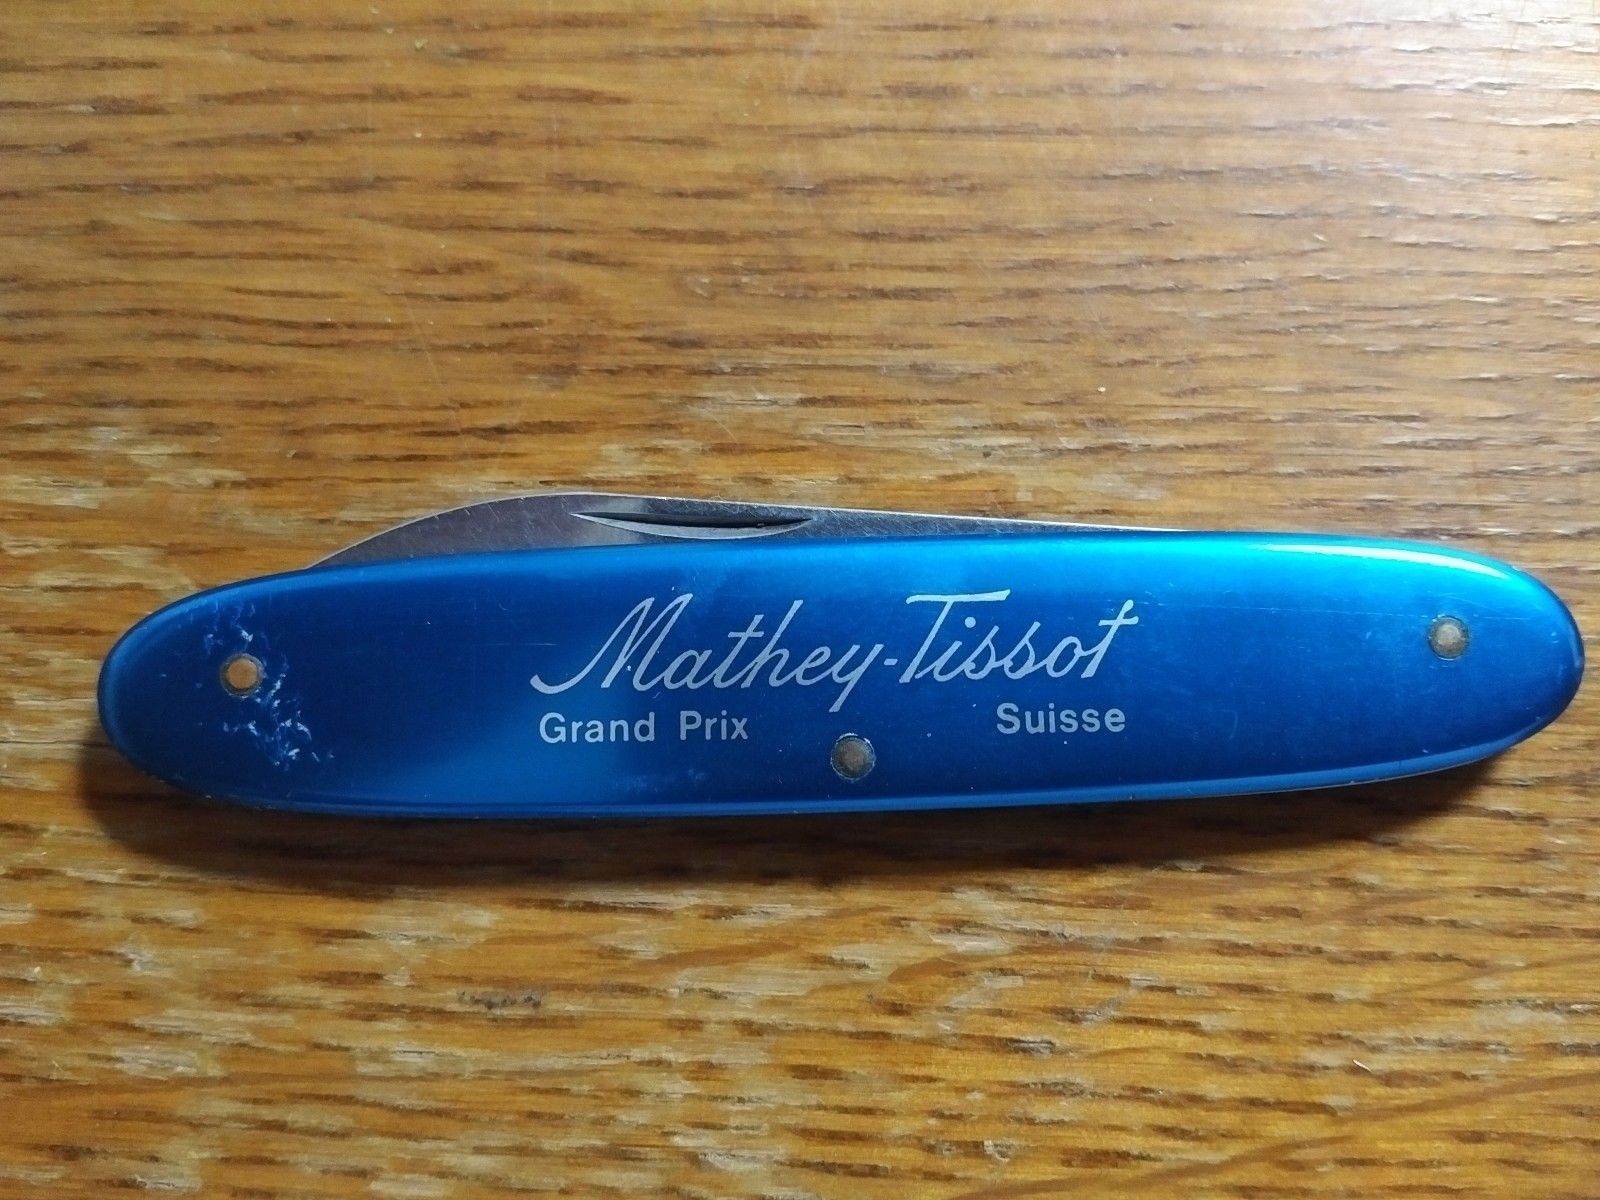 Mathey-Tissot
Grand Prix Suisse